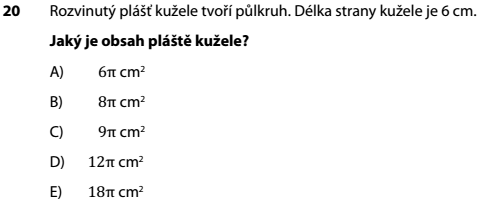 20 Rozvinutý plášť kužele tvoří půlkruh. Délka strany kužele je 6 cm.
Jaký je obsah pláště kužele?
A) 6π cm²
B) 8π cm²
C) 9π cm²
D) 12π cm²
E) 18π cm²